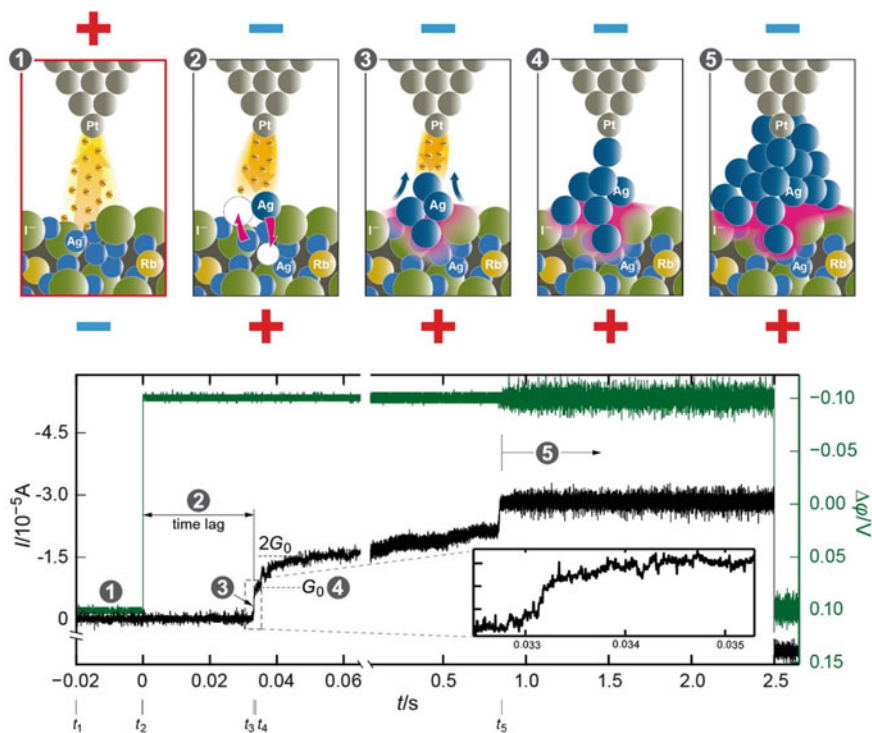 + − − − −
1 2 3 4 5
Pt Pt Pt Pt Pt
Ag Ag Ag
I⁻ Ag Rb Ag Rb I⁻ Ag Rb I⁻ Ag Rb I⁻ Ag Rb
− + + + +
I/10⁻⁵A
-4.5
-3.0
-1.5
0
1
2
time lag
3
2G₀
G₀ 4
5
0.033 0.034 0.035
−0.10
−0.05
0.00
0.05
0.10
0.15
Δφ/V
−0.02 0 0.02 0.04 0.06 0.5 1.0 1.5 2.0 2.5
t/s
t₁ t₂ t₃ t₄ t₅